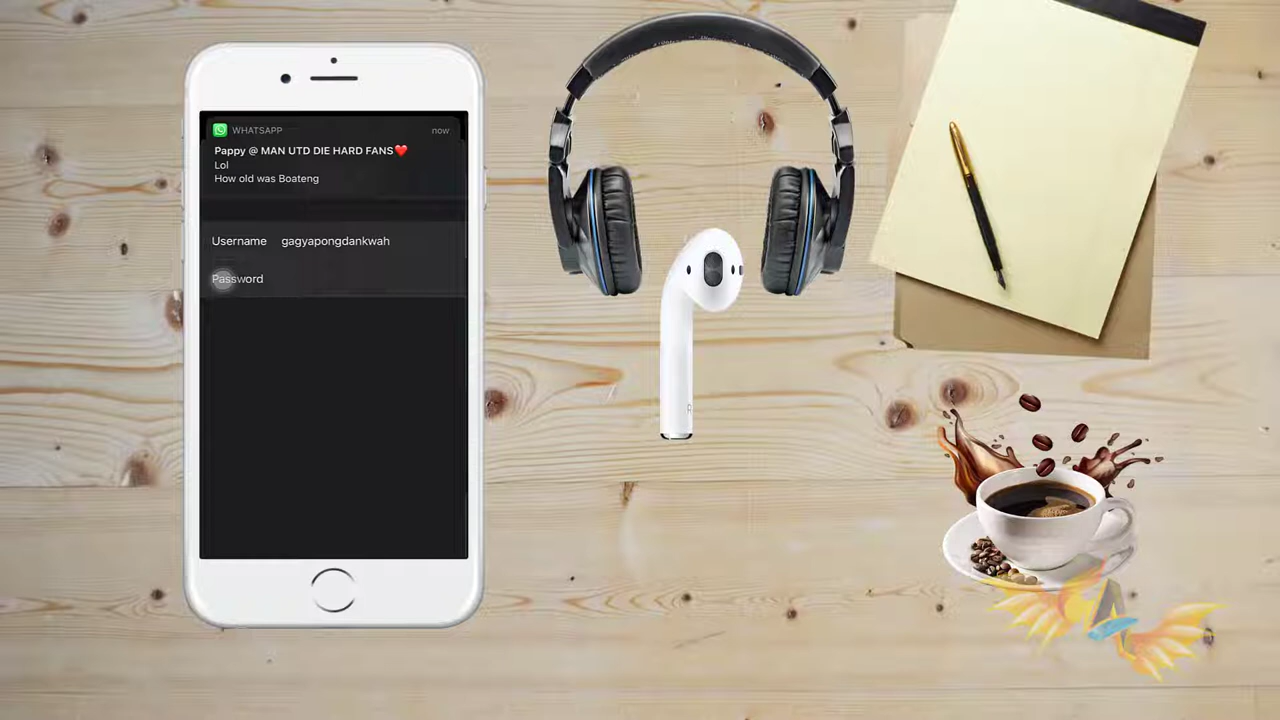 WHATSAPP now
Pappy @ MAN UTD DIE HARD FANS❤️
Lol
How old was Boateng
Username gagyapongdankwah
Password
R